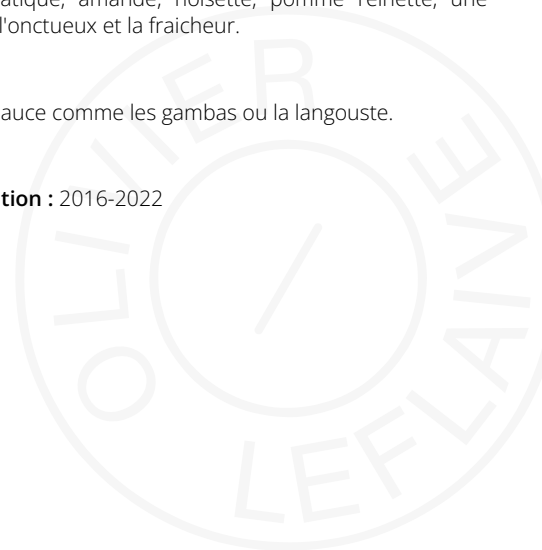 atique, amande, noisette, pomme reinette, une
l'onctueux et la fraicheur.
auce comme les gambas ou la langouste.
tion : 2016-2022
OLIVIER
LEFLAIVE